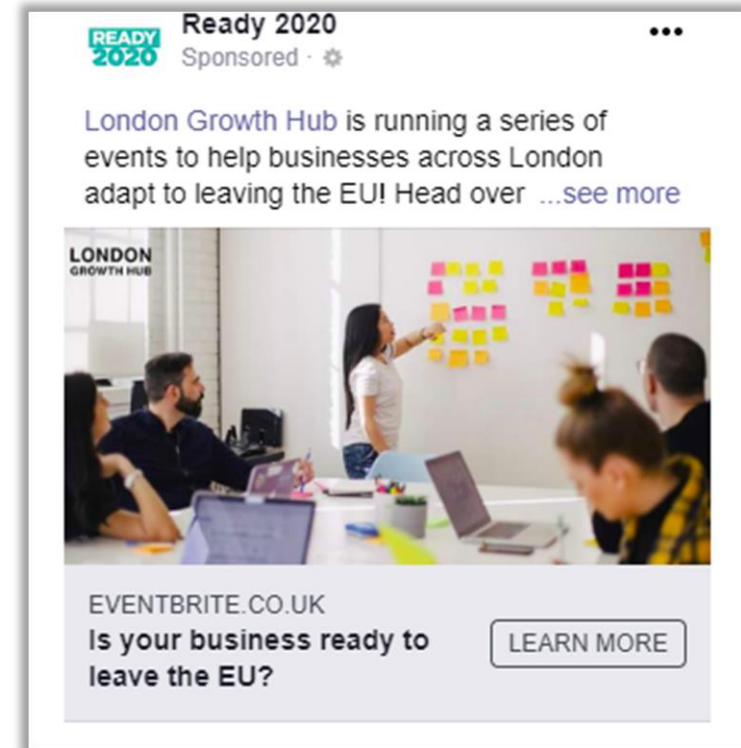 READY
2020
Ready 2020
Sponsored ·
London Growth Hub is running a series of
events to help businesses across London
adapt to leaving the EU! Head over ...see more
LONDON
GROWTH HUB
EVENTBRITE.CO.UK
Is your business ready to
leave the EU?
LEARN MORE